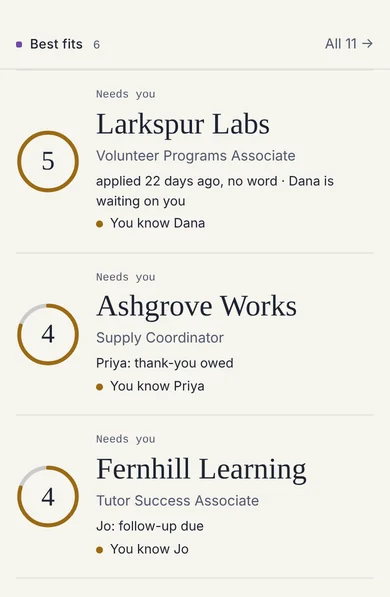 Best fits 6
All 11 →
Needs you
5
Larkspur Labs
Volunteer Programs Associate
applied 22 days ago, no word · Dana is
waiting on you
You know Dana
Needs you
4
Ashgrove Works
Supply Coordinator
Priya: thank-you owed
You know Priya
Needs you
4
Fernhill Learning
Tutor Success Associate
Jo: follow-up due
You know Jo